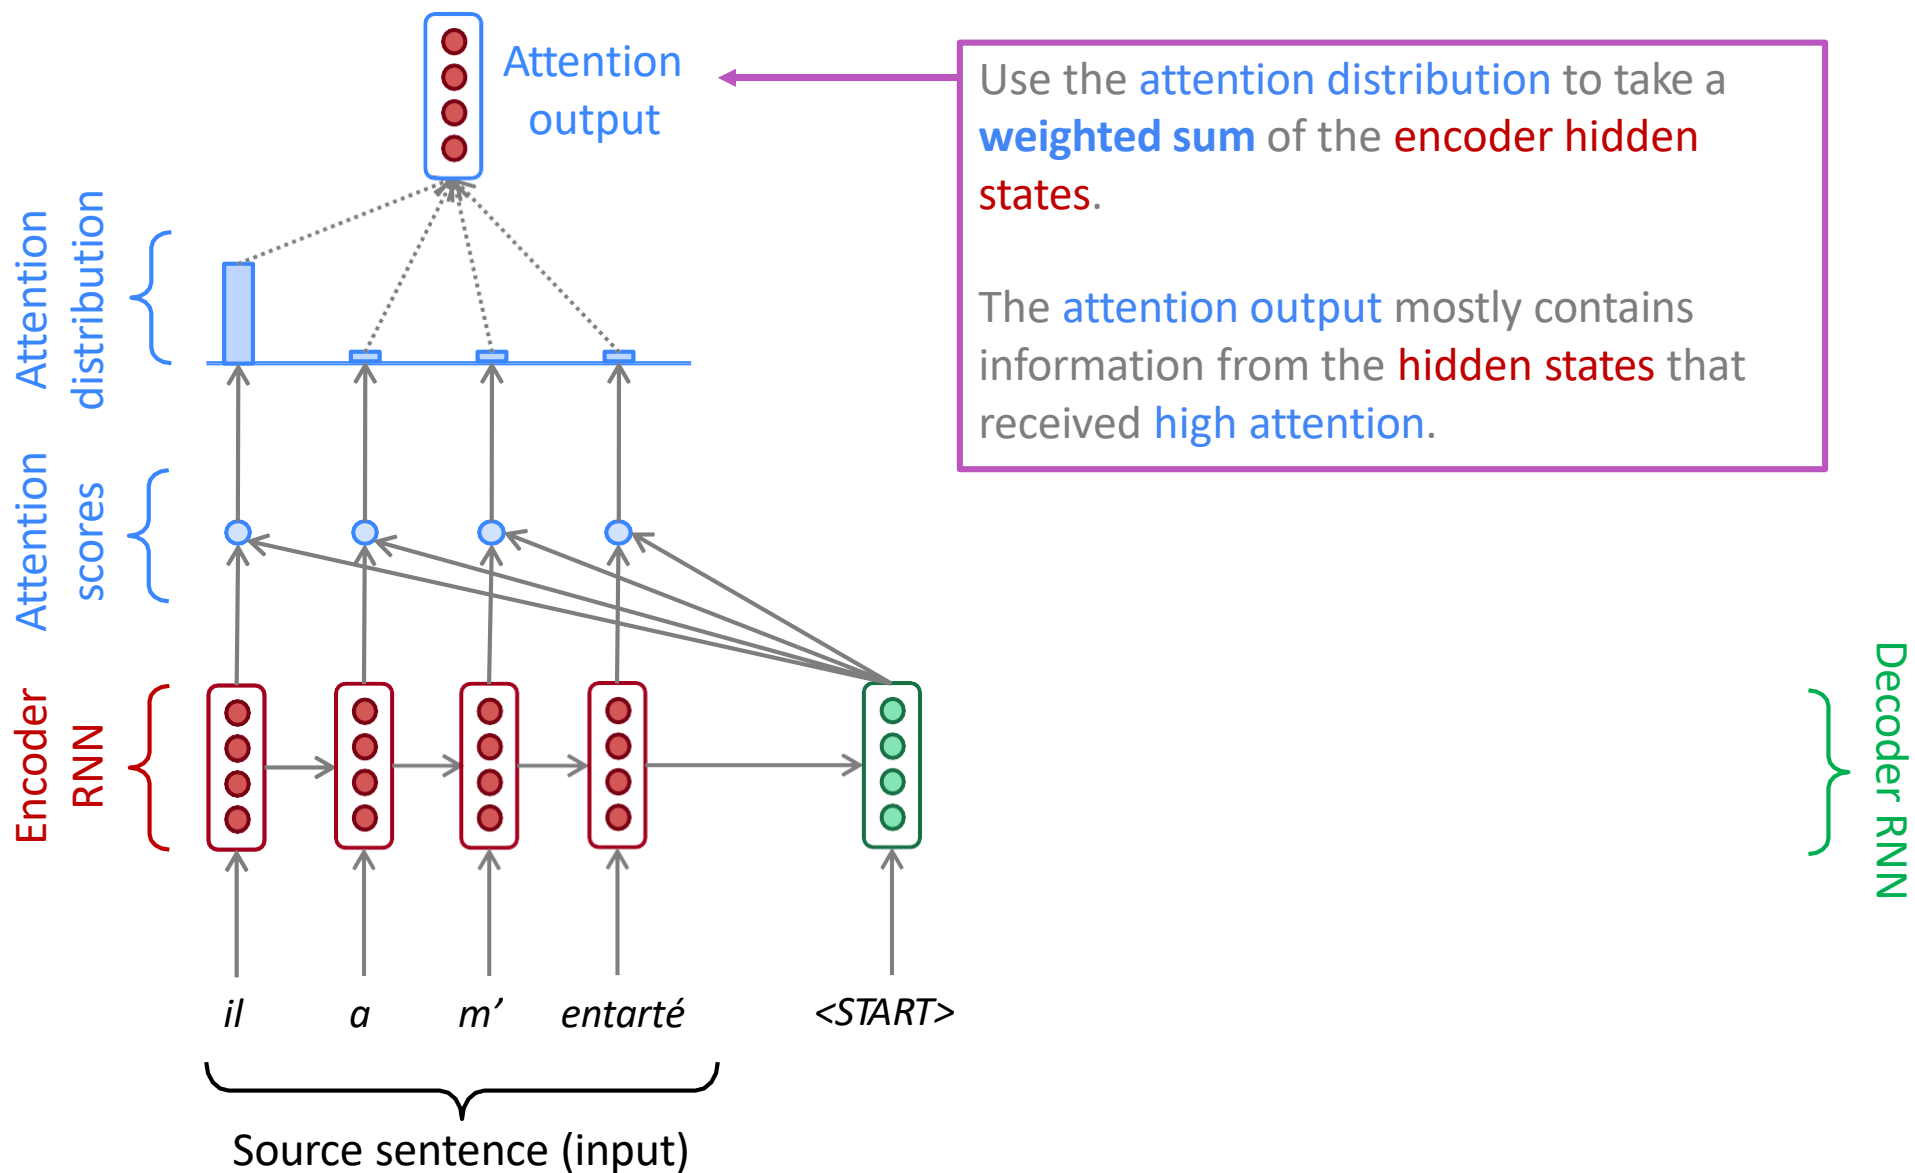 Attention
output
Use the attention distribution to take a
weighted sum of the encoder hidden
states.
The attention output mostly contains
information from the hidden states that
received high attention.
Attention
distribution
Attention
scores
Encoder
RNN
Decoder RNN
il a m’ entarté <START>
Source sentence (input)